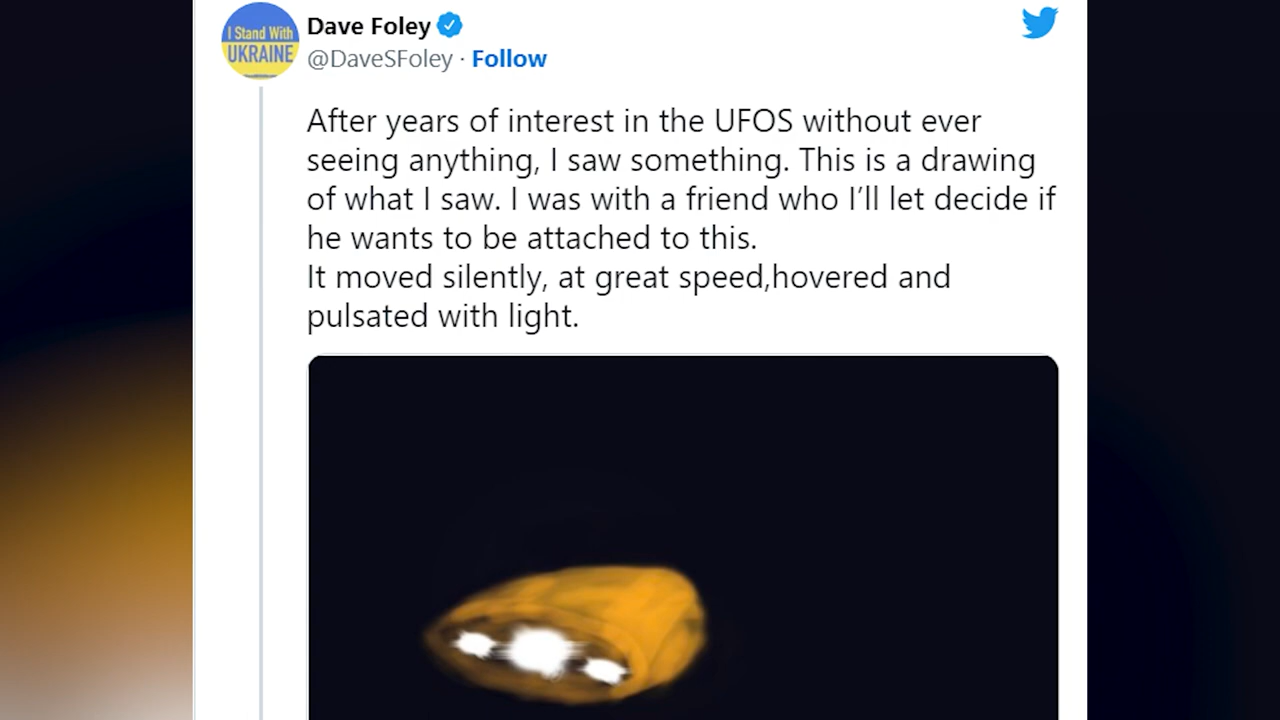 I Stand With
UKRAINE
Dave Foley
@DaveSFoley · Follow
After years of interest in the UFOS without ever
seeing anything, I saw something. This is a drawing
of what I saw. I was with a friend who I’ll let decide if
he wants to be attached to this.
It moved silently, at great speed,hovered and
pulsated with light.